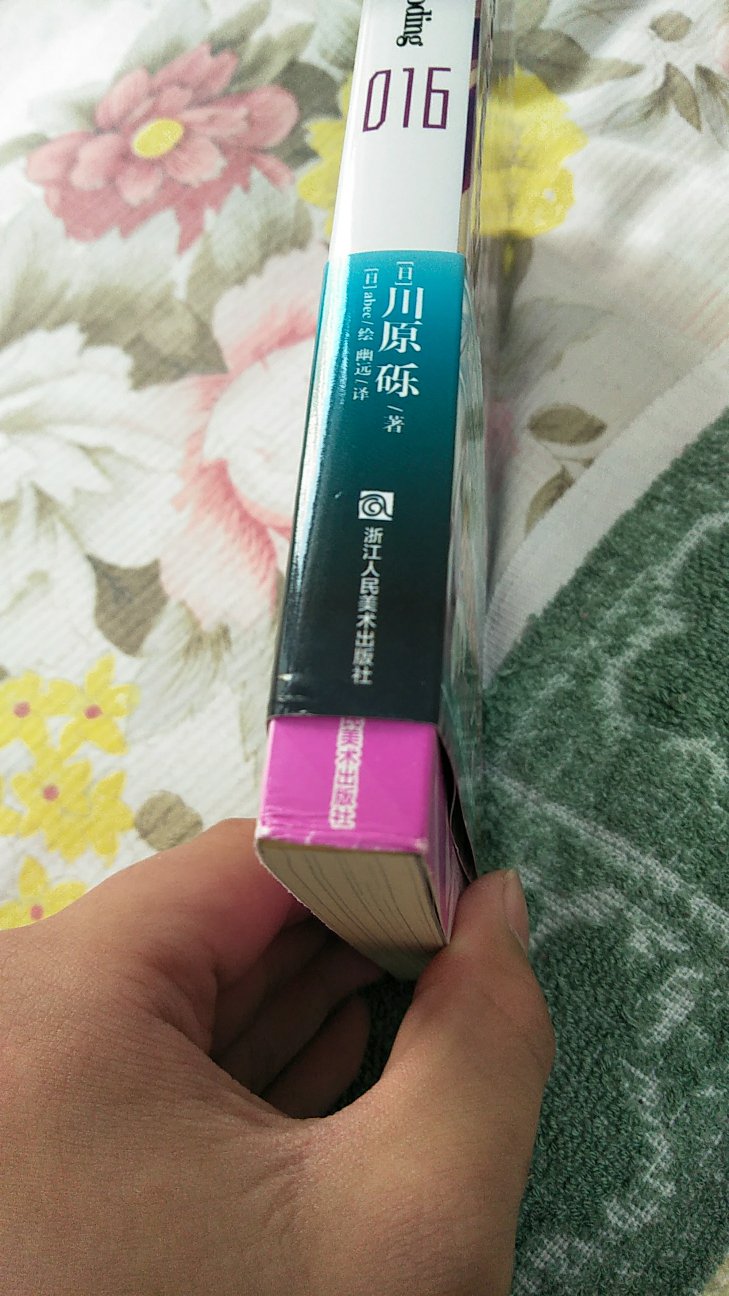 oding
016
[日]川原 砾/著
[日]abec/绘 幽远/译
浙江人民美术出版社
美术出版社